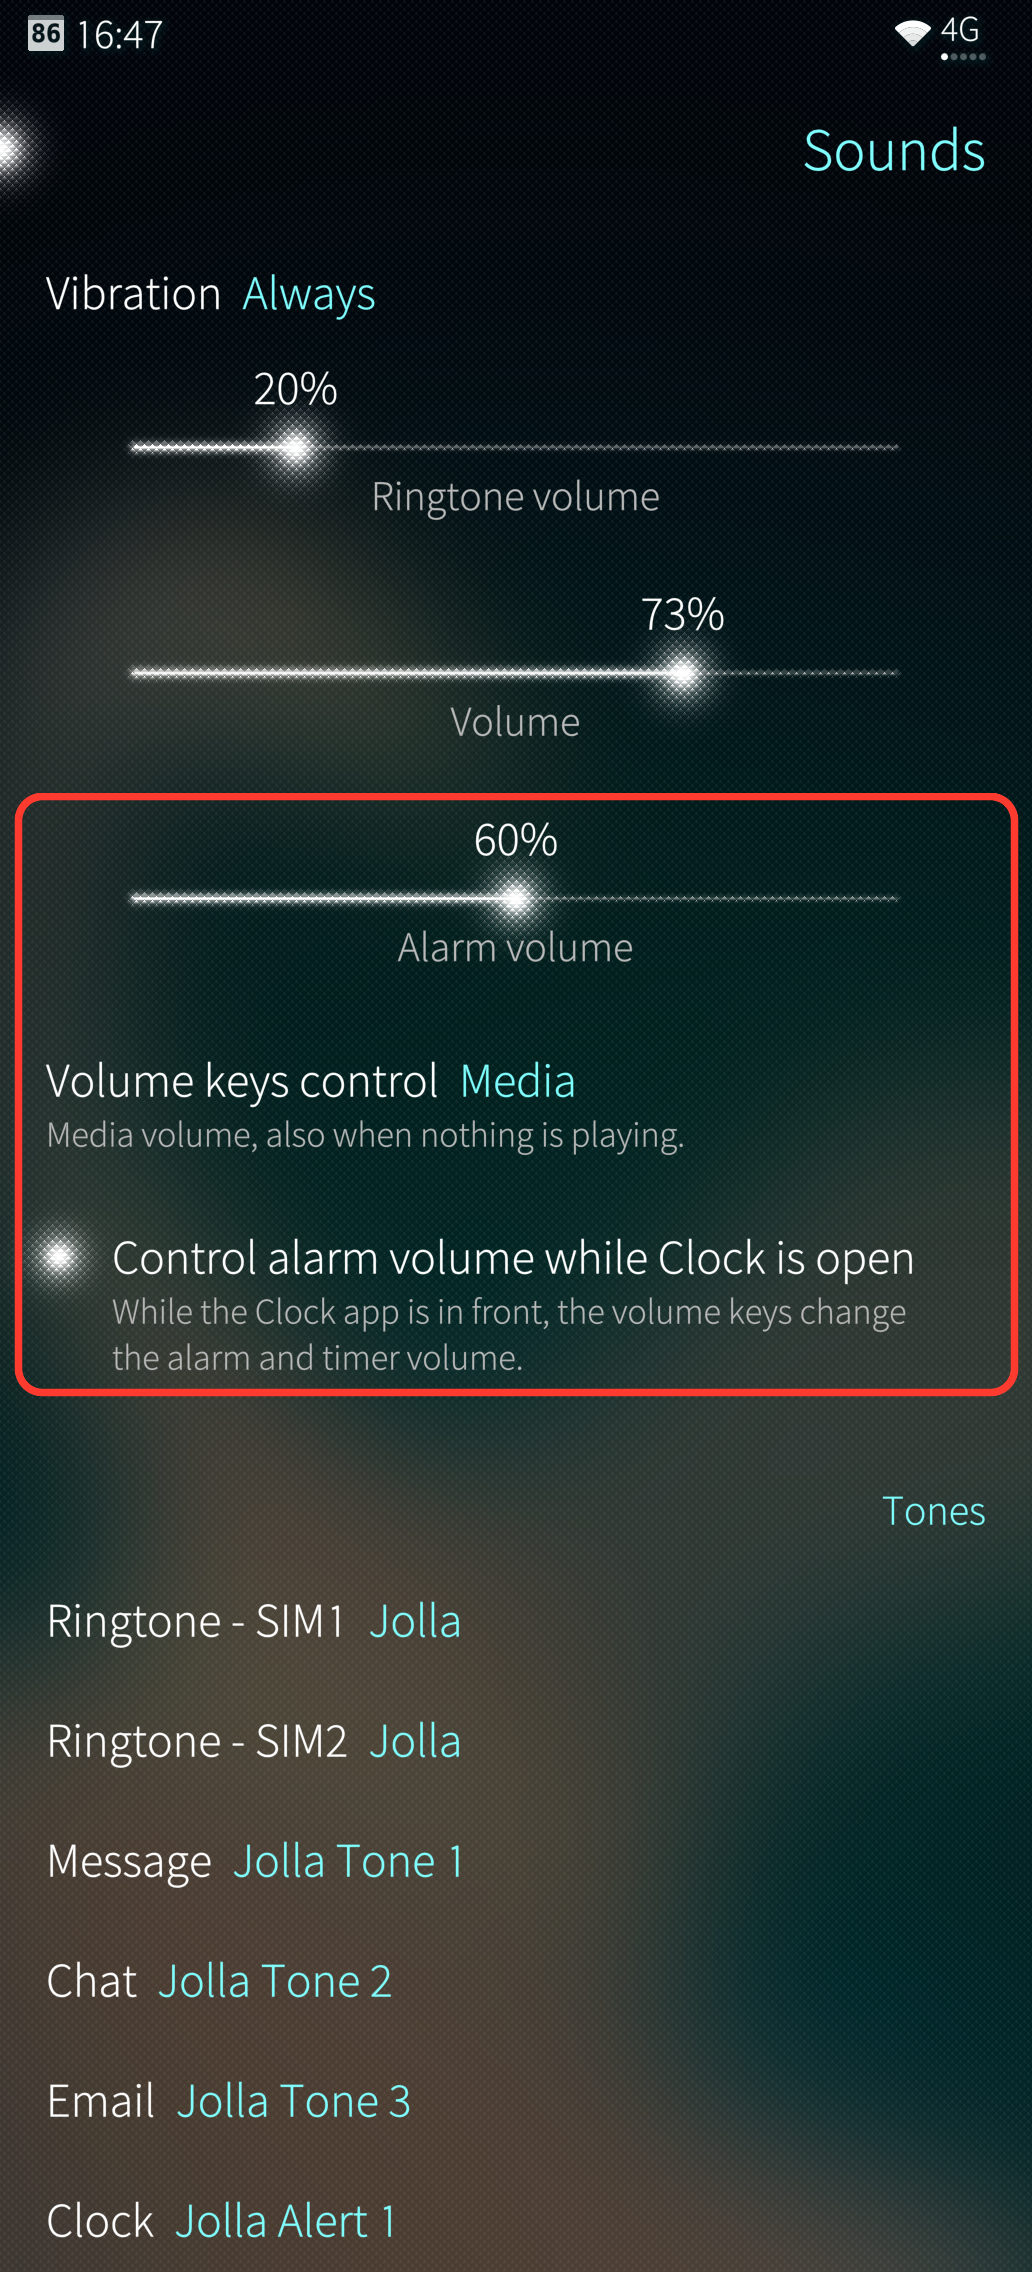 86 16:47
4G
Sounds
Vibration Always
20%
Ringtone volume
73%
Volume
60%
Alarm volume
Volume keys control Media
Media volume, also when nothing is playing.
Control alarm volume while Clock is open
While the Clock app is in front, the volume keys change
the alarm and timer volume.
Tones
Ringtone - SIM1 Jolla
Ringtone - SIM2 Jolla
Message Jolla Tone 1
Chat Jolla Tone 2
Email Jolla Tone 3
Clock Jolla Alert 1